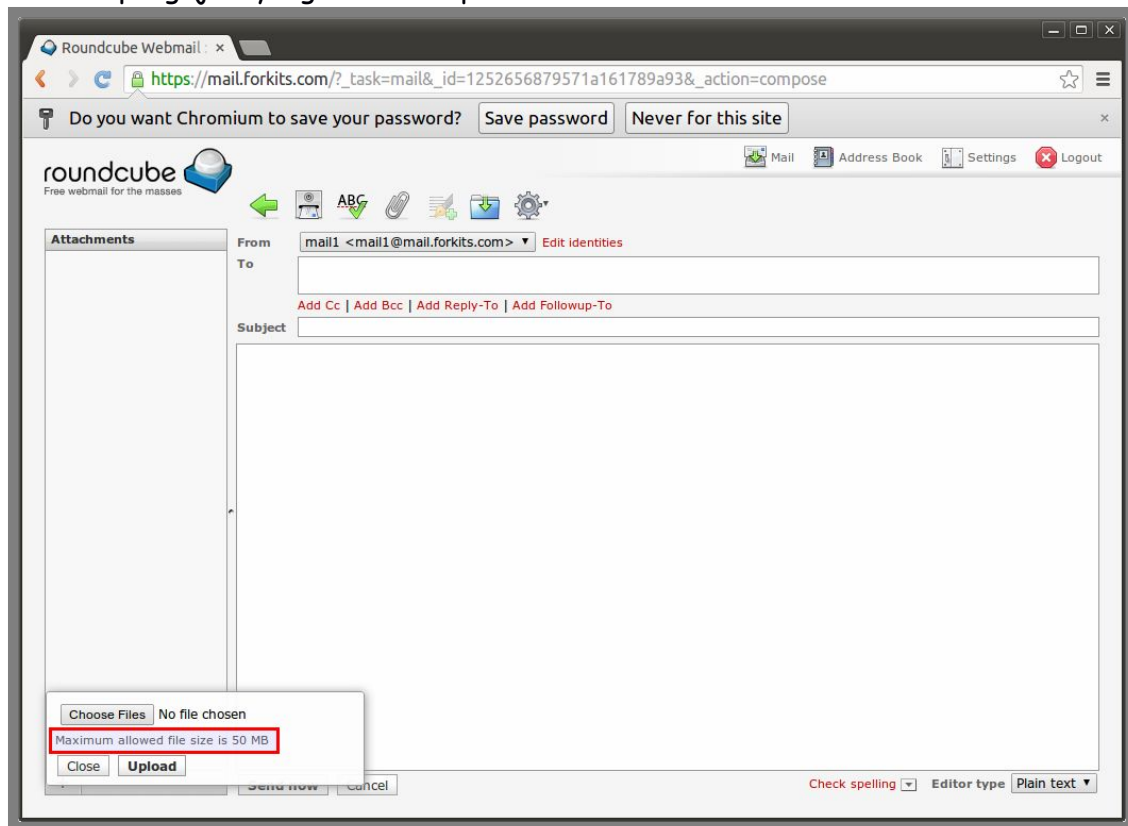 Roundcube Webmail :
https://mail.forkits.com/?_task=mail&_id=1252656879571a161789a93&_action=compose
Do you want Chromium to save your password? Save password Never for this site
Mail Address Book Settings Logout
roundcube
Free webmail for the masses
ABC
Attachments
From mail1 <mail1@mail.forkits.com> Edit identities
To
Add Cc | Add Bcc | Add Reply-To | Add Followup-To
Subject
Choose Files No file chosen
Maximum allowed file size is 50 MB
Close Upload
Send now Cancel Check spelling Editor type Plain text